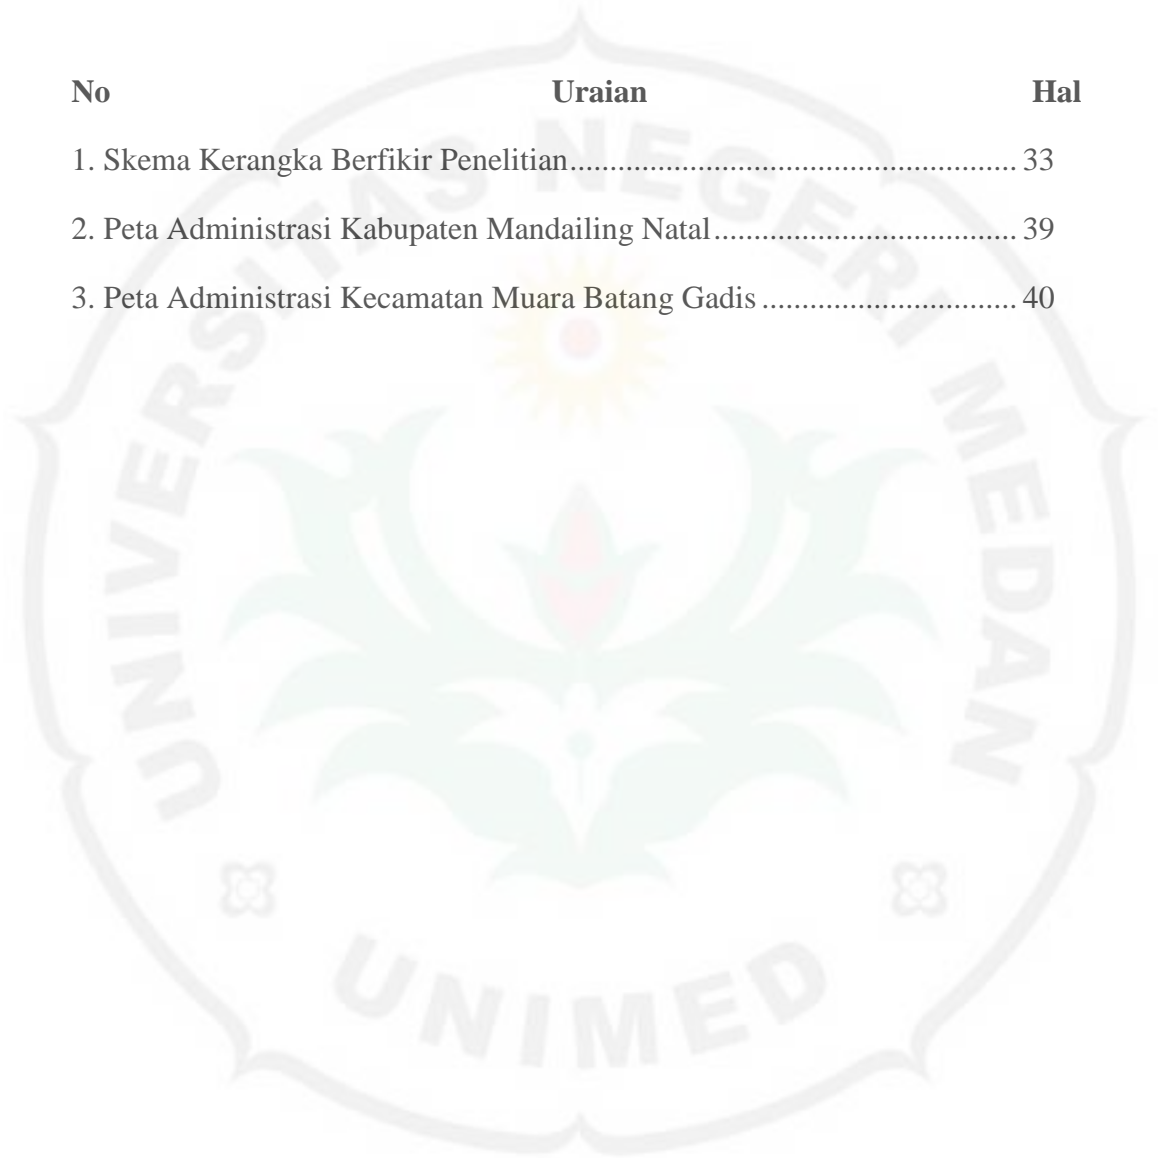 No Uraian Hal
1. Skema Kerangka Berfikir Penelitian............................................................ 33
2. Peta Administrasi Kabupaten Mandailing Natal...................................... 39
3. Peta Administrasi Kecamatan Muara Batang Gadis ................................ 40
UNIVERSITAS NEGERI MEDAN
UNIMED